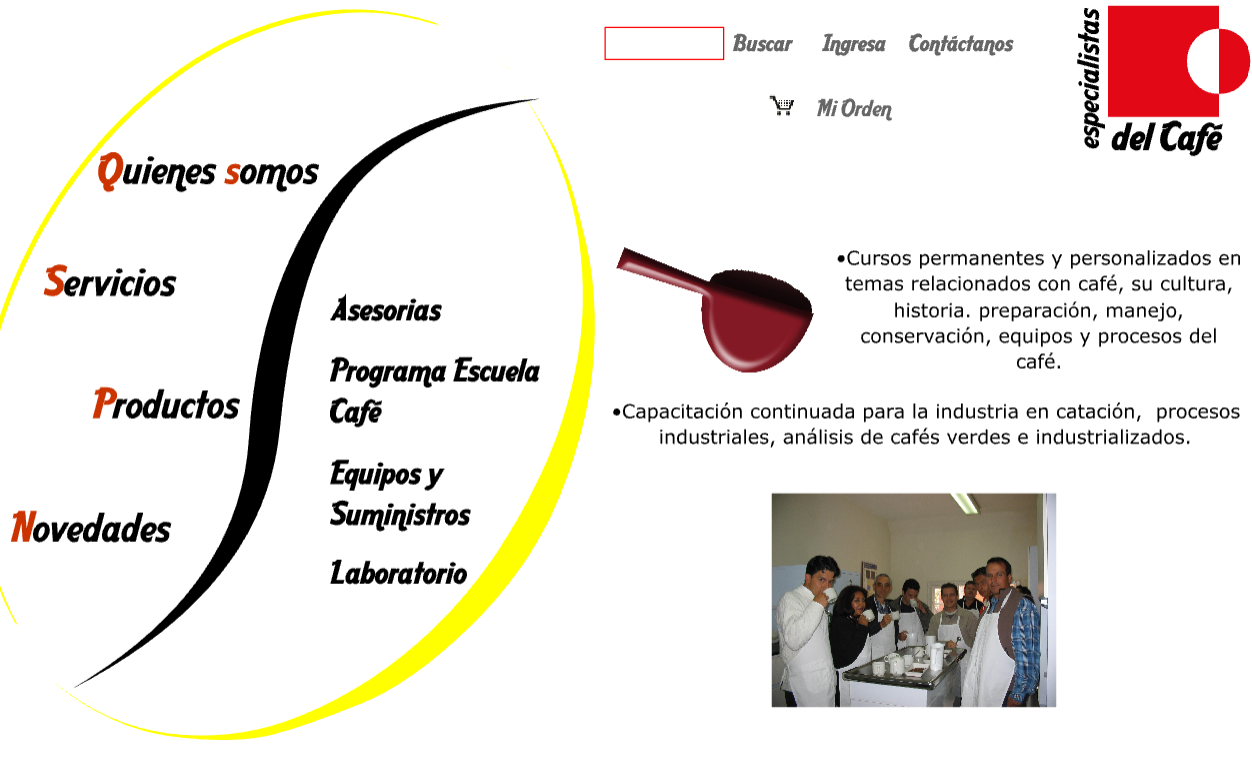 Buscar
Ingresa
Contáctanos
Mi Orden
especialistas
del Café
Quienes somos
Servicios
Productos
Novedades
Asesorias
Programa Escuela
Café
Equipos y
Suministros
Laboratorio
•Cursos permanentes y personalizados en
temas relacionados con café, su cultura,
historia. preparación, manejo,
conservación, equipos y procesos del
café.
•Capacitación continuada para la industria en catación,  procesos
industriales, análisis de cafés verdes e industrializados.